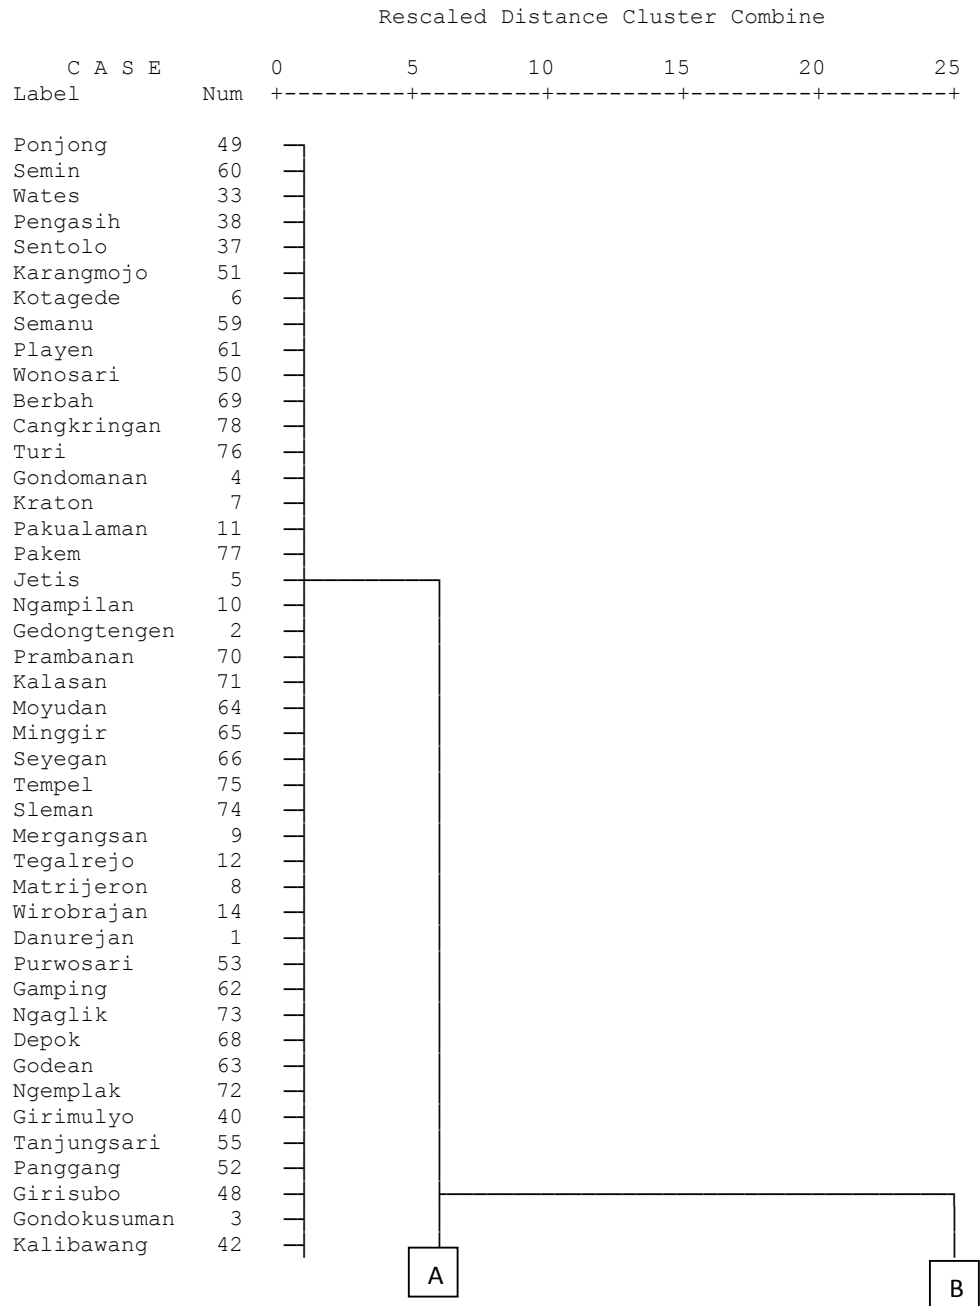 Rescaled Distance Cluster Combine
C A S E 0 5 10 15 20 25
Label Num +---------+---------+---------+---------+---------+
Ponjong 49
Semin 60
Wates 33
Pengasih 38
Sentolo 37
Karangmojo 51
Kotagede 6
Semanu 59
Playen 61
Wonosari 50
Berbah 69
Cangkringan 78
Turi 76
Gondomanan 4
Kraton 7
Pakualaman 11
Pakem 77
Jetis 5
Ngampilan 10
Gedongtengen 2
Prambanan 70
Kalasan 71
Moyudan 64
Minggir 65
Seyegan 66
Tempel 75
Sleman 74
Mergangsan 9
Tegalrejo 12
Matrijeron 8
Wirobrajan 14
Danurejan 1
Purwosari 53
Gamping 62
Ngaglik 73
Depok 68
Godean 63
Ngemplak 72
Girimulyo 40
Tanjungsari 55
Panggang 52
Girisubo 48
Gondokusuman 3
Kalibawang 42
A B